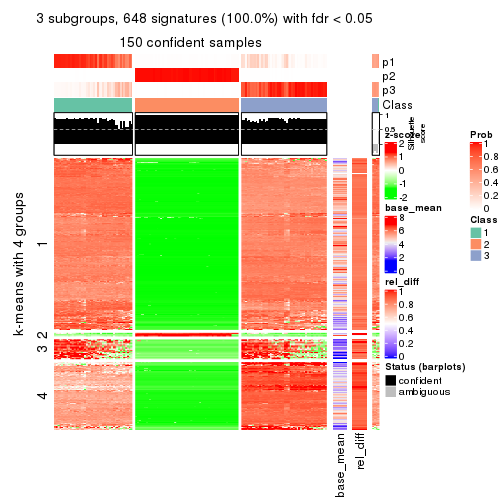 3 subgroups, 648 signatures (100.0%) with fdr < 0.05
150 confident samples
p1
p2
p3
Class
1
0.5
0
Silhouette
score
k-means with 4 groups
1
2
3
4
base_mean
rel_diff
z-score
2
1
0
-1
-2
base_mean
8
6
4
2
0
rel_diff
1
0.8
0.6
0.4
0.2
0
Status (barplots)
confident
ambiguous
Prob
1
0.8
0.6
0.4
0.2
0
Class
1
2
3